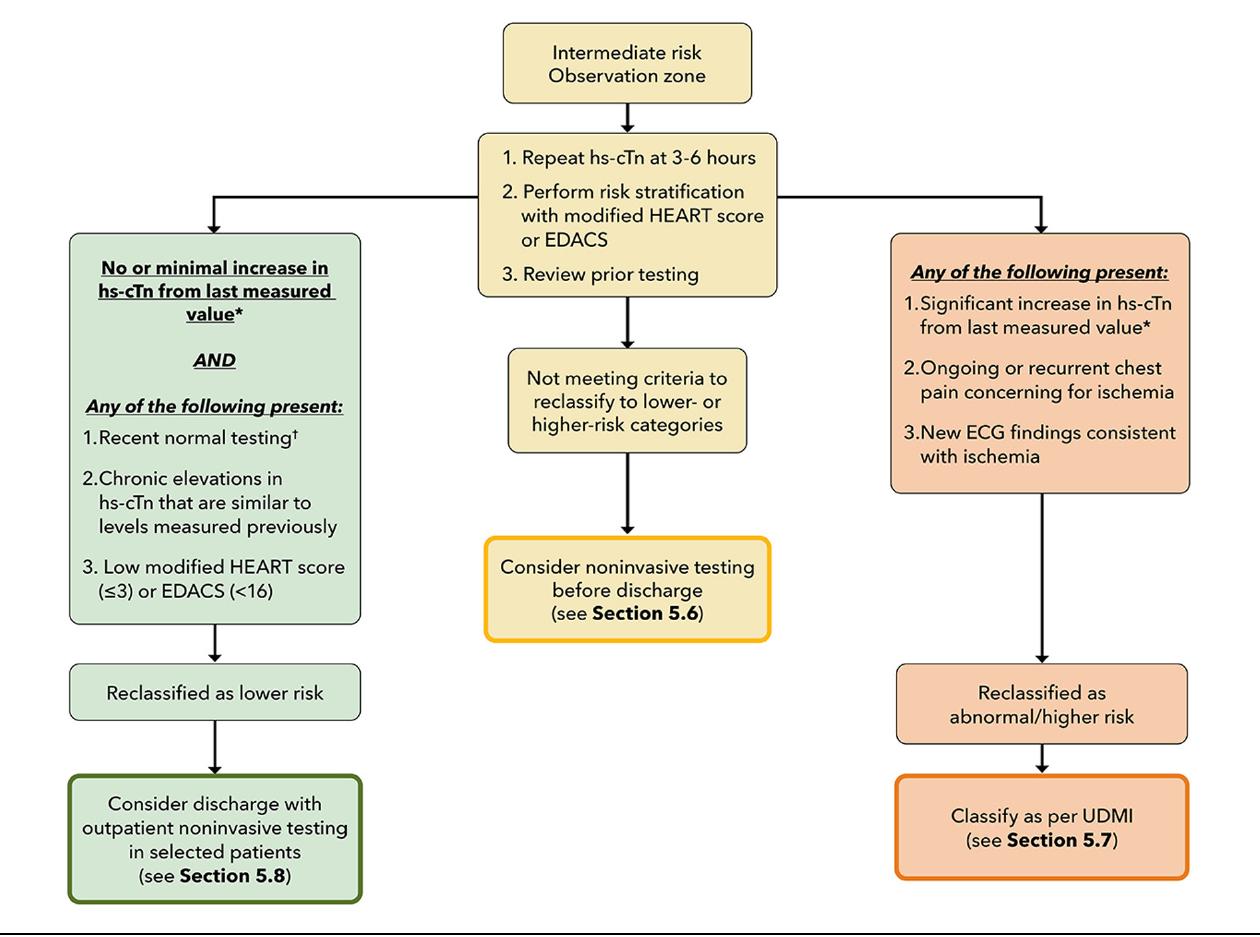 Intermediate risk
Observation zone
1. Repeat hs-cTn at 3-6 hours
2. Perform risk stratification
with modified HEART score
or EDACS
3. Review prior testing
No or minimal increase in
hs-cTn from last measured
value*
AND
Any of the following present:
1.Recent normal testing†
2.Chronic elevations in
hs-cTn that are similar to
levels measured previously
3. Low modified HEART score
(≤3) or EDACS (<16)
Reclassified as lower risk
Consider discharge with
outpatient noninvasive testing
in selected patients
(see Section 5.8)
Not meeting criteria to
reclassify to lower- or
higher-risk categories
Consider noninvasive testing
before discharge
(see Section 5.6)
Any of the following present:
1.Significant increase in hs-cTn
from last measured value*
2.Ongoing or recurrent chest
pain concerning for ischemia
3.New ECG findings consistent
with ischemia
Reclassified as
abnormal/higher risk
Classify as per UDMI
(see Section 5.7)